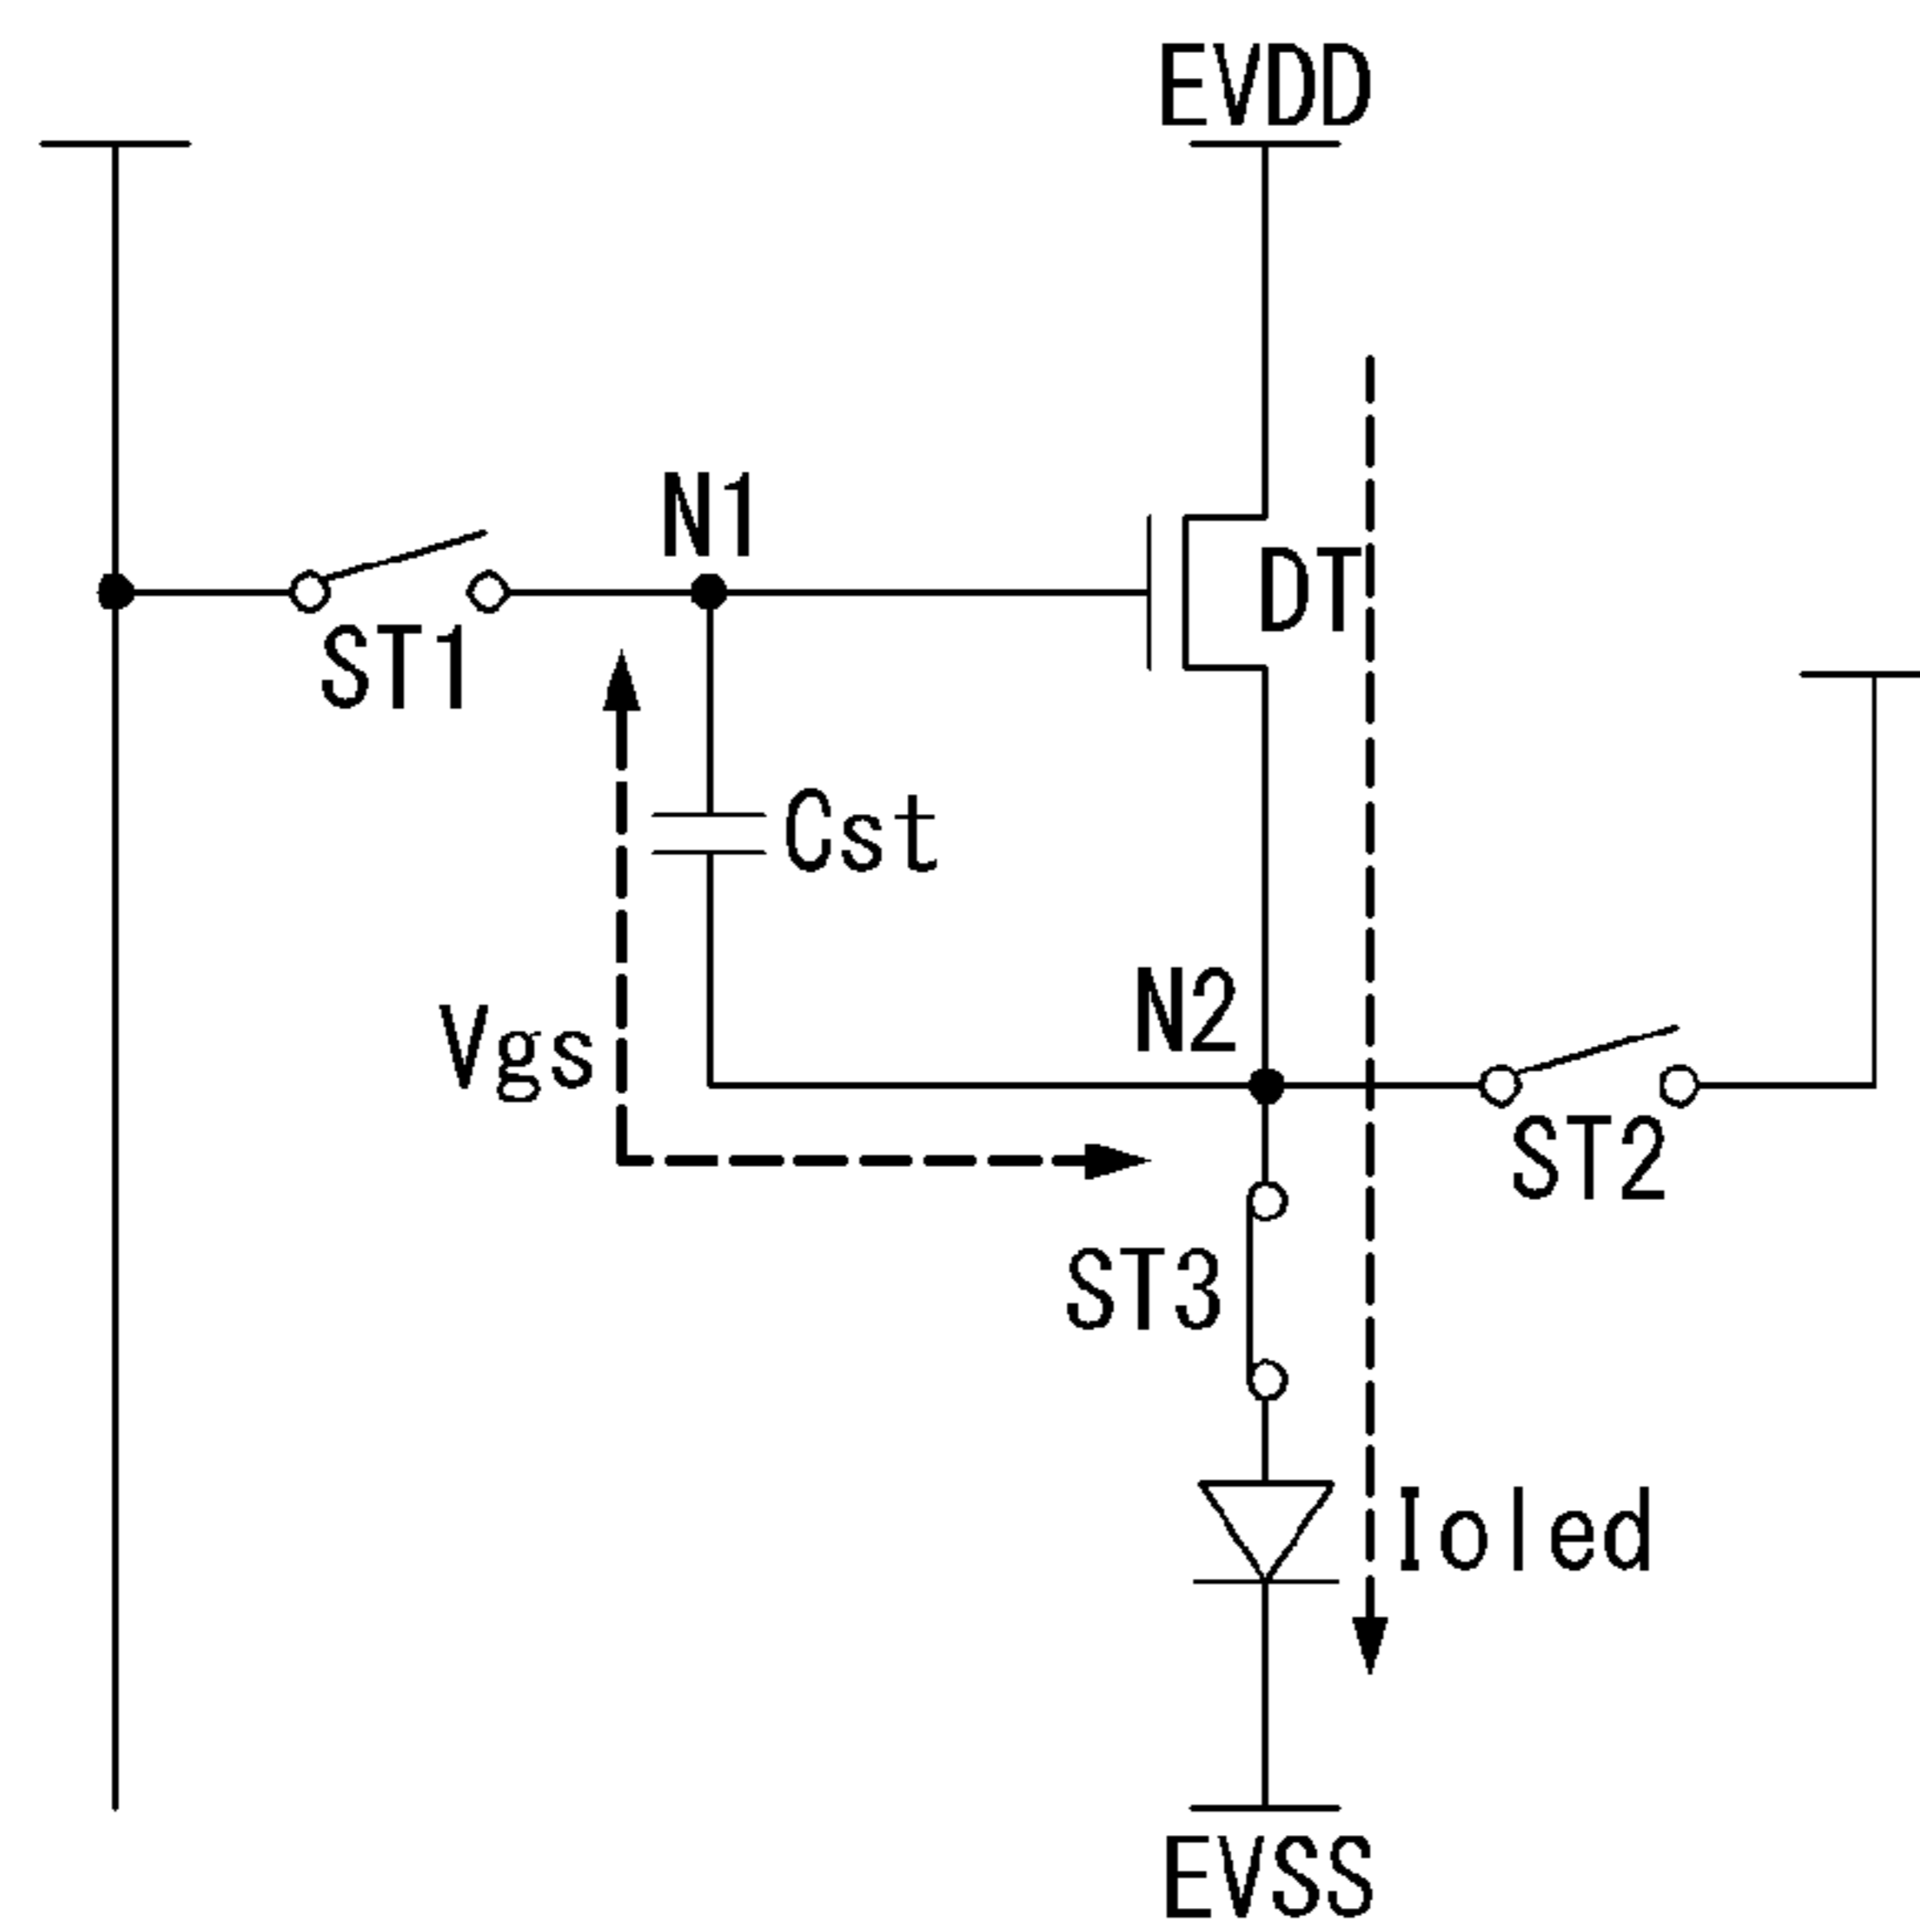 EVDD
N1
DT
ST1
Cst
N2
Vgs
ST2
ST3
Ioled
EVSS